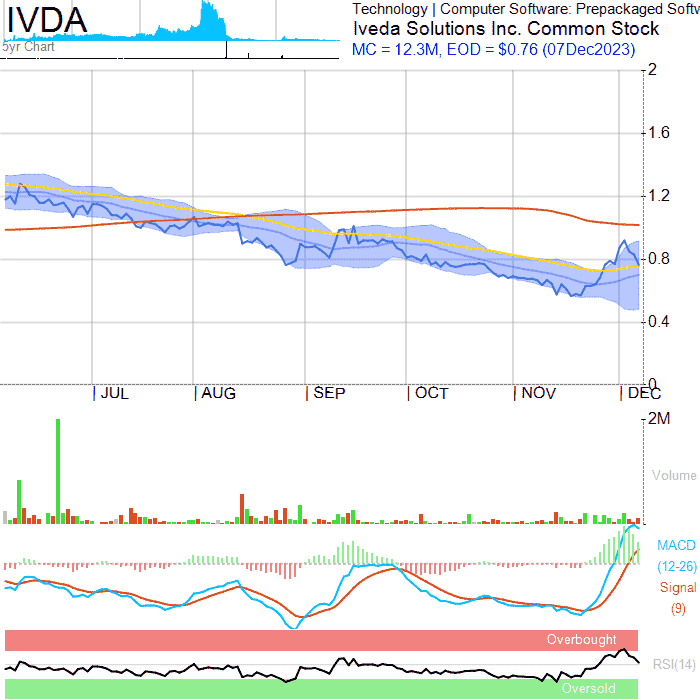 IVDA
5yr Chart
Technology | Computer Software: Prepackaged Softw
Iveda Solutions Inc. Common Stock
MC = 12.3M, EOD = $0.76 (07Dec2023)
2
1.6
1.2
0.8
0.4
0
JUL AUG SEP OCT NOV DEC
2M
Volume
MACD
(12-26)
Signal
(9)
Overbought
RSI(14)
Oversold